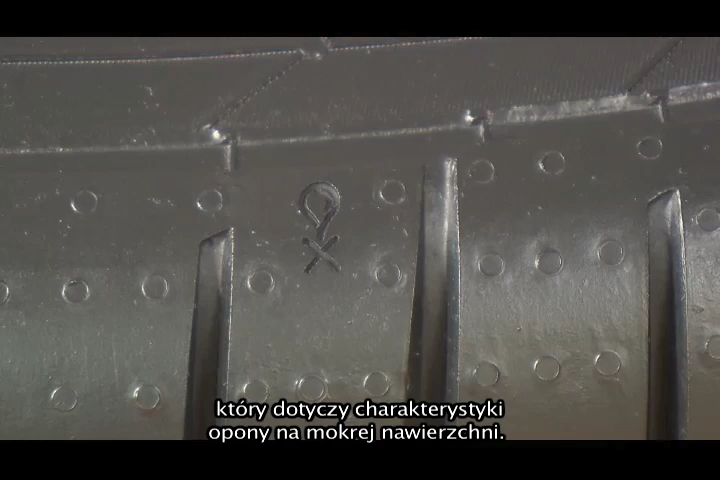 który dotyczy charakterystyki
opony na mokrej nawierzchni.